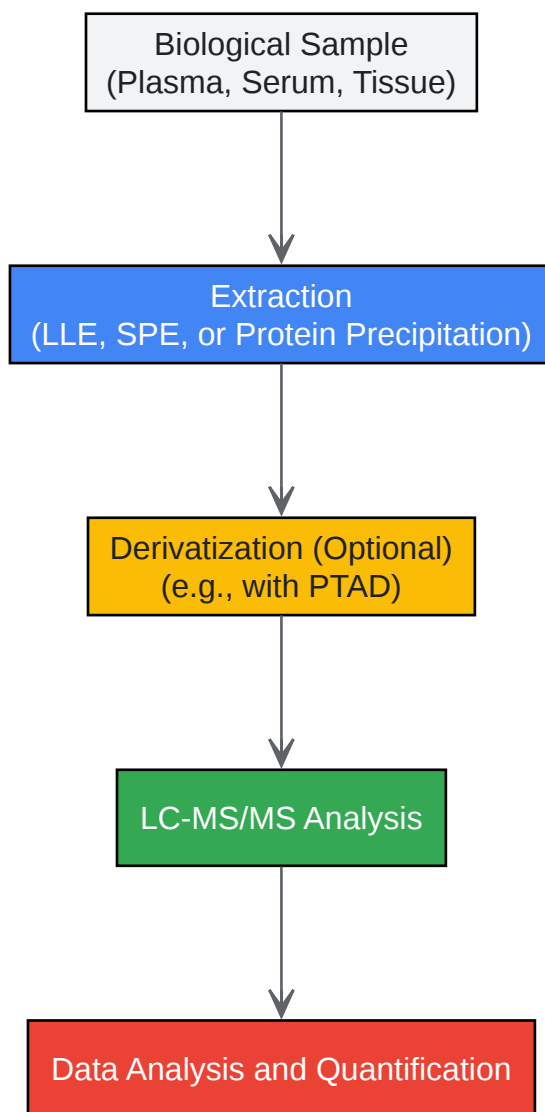 Biological Sample
(Plasma, Serum, Tissue)
Extraction
(LLE, SPE, or Protein Precipitation)
Derivatization (Optional)
(e.g., with PTAD)
LC-MS/MS Analysis
Data Analysis and Quantification